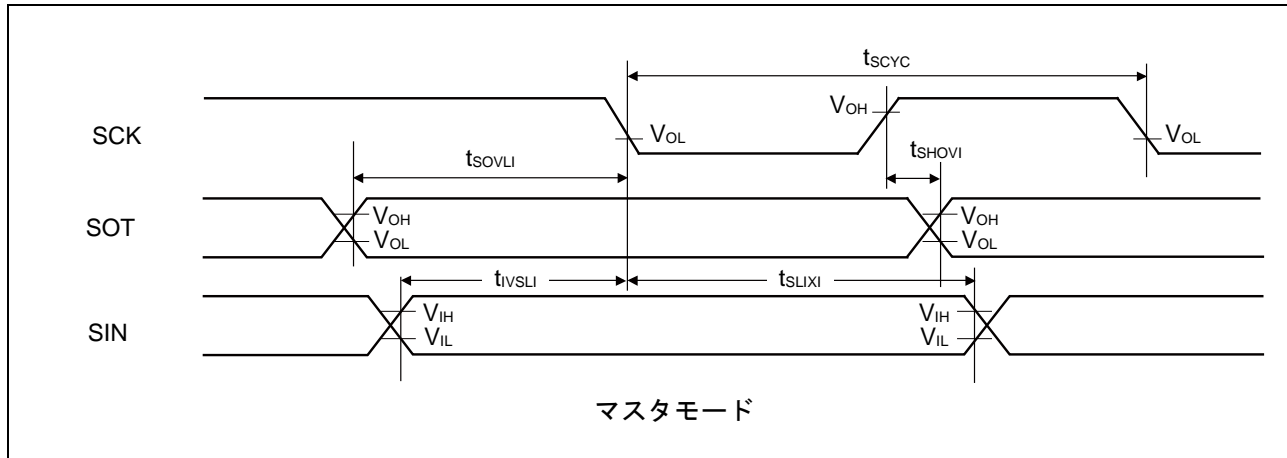 tSCYC
SCK VOL VOH VOL
tSOVLI tSHOVI
SOT VOH VOH
VOL VOL
tIVSLI tSLIXI
SIN VIH VIH
VIL VIL
マスタモード